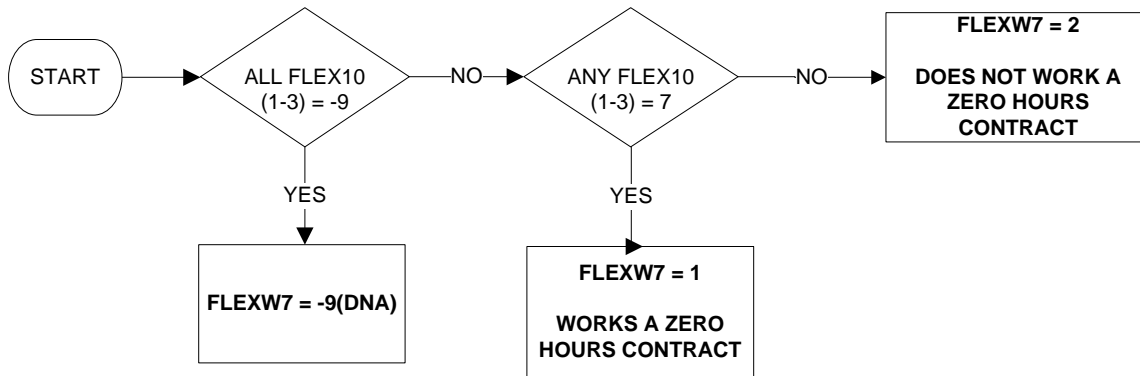 START
ALL FLEX10
(1-3) = -9
NO
ANY FLEX10
(1-3) = 7
NO
FLEXW7 = 2
DOES NOT WORK A
ZERO HOURS
CONTRACT
YES
YES
FLEXW7 = -9(DNA)
FLEXW7 = 1
WORKS A ZERO
HOURS CONTRACT